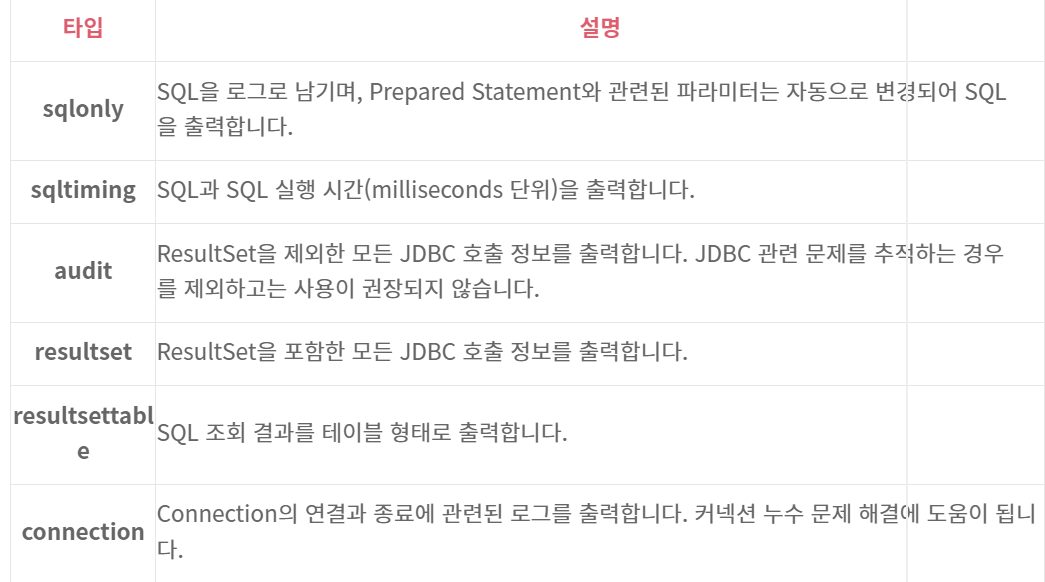 타입
설명
sqlonly
SQL을 로그로 남기며, Prepared Statement와 관련된 파라미터는 자동으로 변경되어 SQL
을 출력합니다.
sqltiming
SQL과 SQL 실행 시간(milliseconds 단위)을 출력합니다.
audit
ResultSet을 제외한 모든 JDBC 호출 정보를 출력합니다. JDBC 관련 문제를 추적하는 경우
를 제외하고는 사용이 권장되지 않습니다.
resultset
ResultSet을 포함한 모든 JDBC 호출 정보를 출력합니다.
resultsettabl
e
SQL 조회 결과를 테이블 형태로 출력합니다.
connection
Connection의 연결과 종료에 관련된 로그를 출력합니다. 커넥션 누수 문제 해결에 도움이 됩니
다.